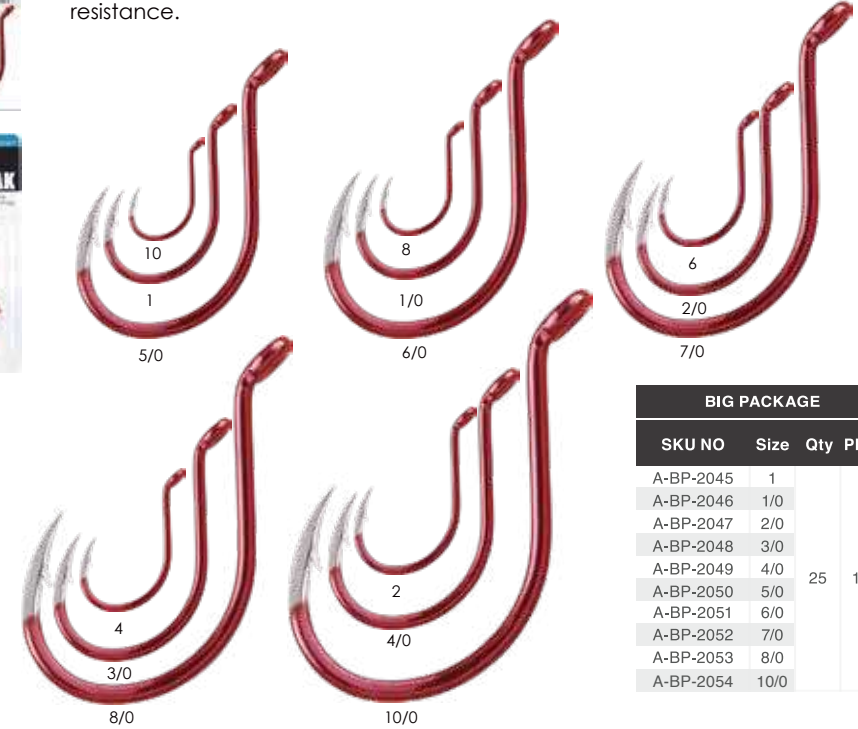 resistance.
10
1
5/0
8
1/0
6/0
6
2/0
7/0
4
3/0
8/0
2
4/0
10/0
BIG PACKAGE
SKU NO Size Qty
A-BP-2045 1
A-BP-2046 1/0
A-BP-2047 2/0
A-BP-2048 3/0
A-BP-2049 4/0
25
A-BP-2050 5/0
A-BP-2051 6/0
A-BP-2052 7/0
A-BP-2053 8/0
A-BP-2054 10/0